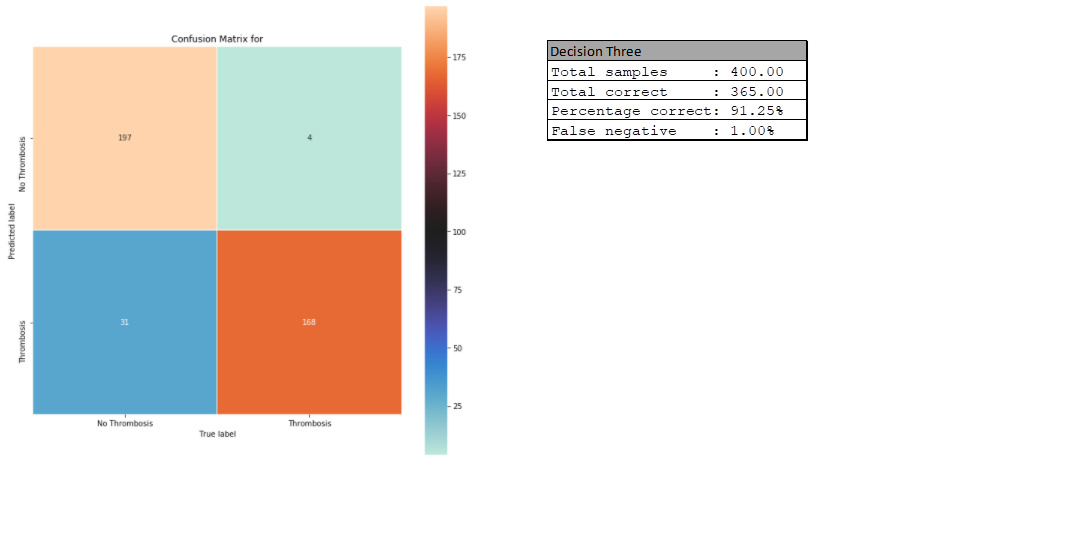 Confusion Matrix for
No Thrombosis
Thrombosis
Predicted label
197
4
31
168
No Thrombosis
Thrombosis
True label
175
150
125
100
75
50
25
Decision Three
Total samples : 400.00
Total correct : 365.00
Percentage correct: 91.25%
False negative : 1.00%